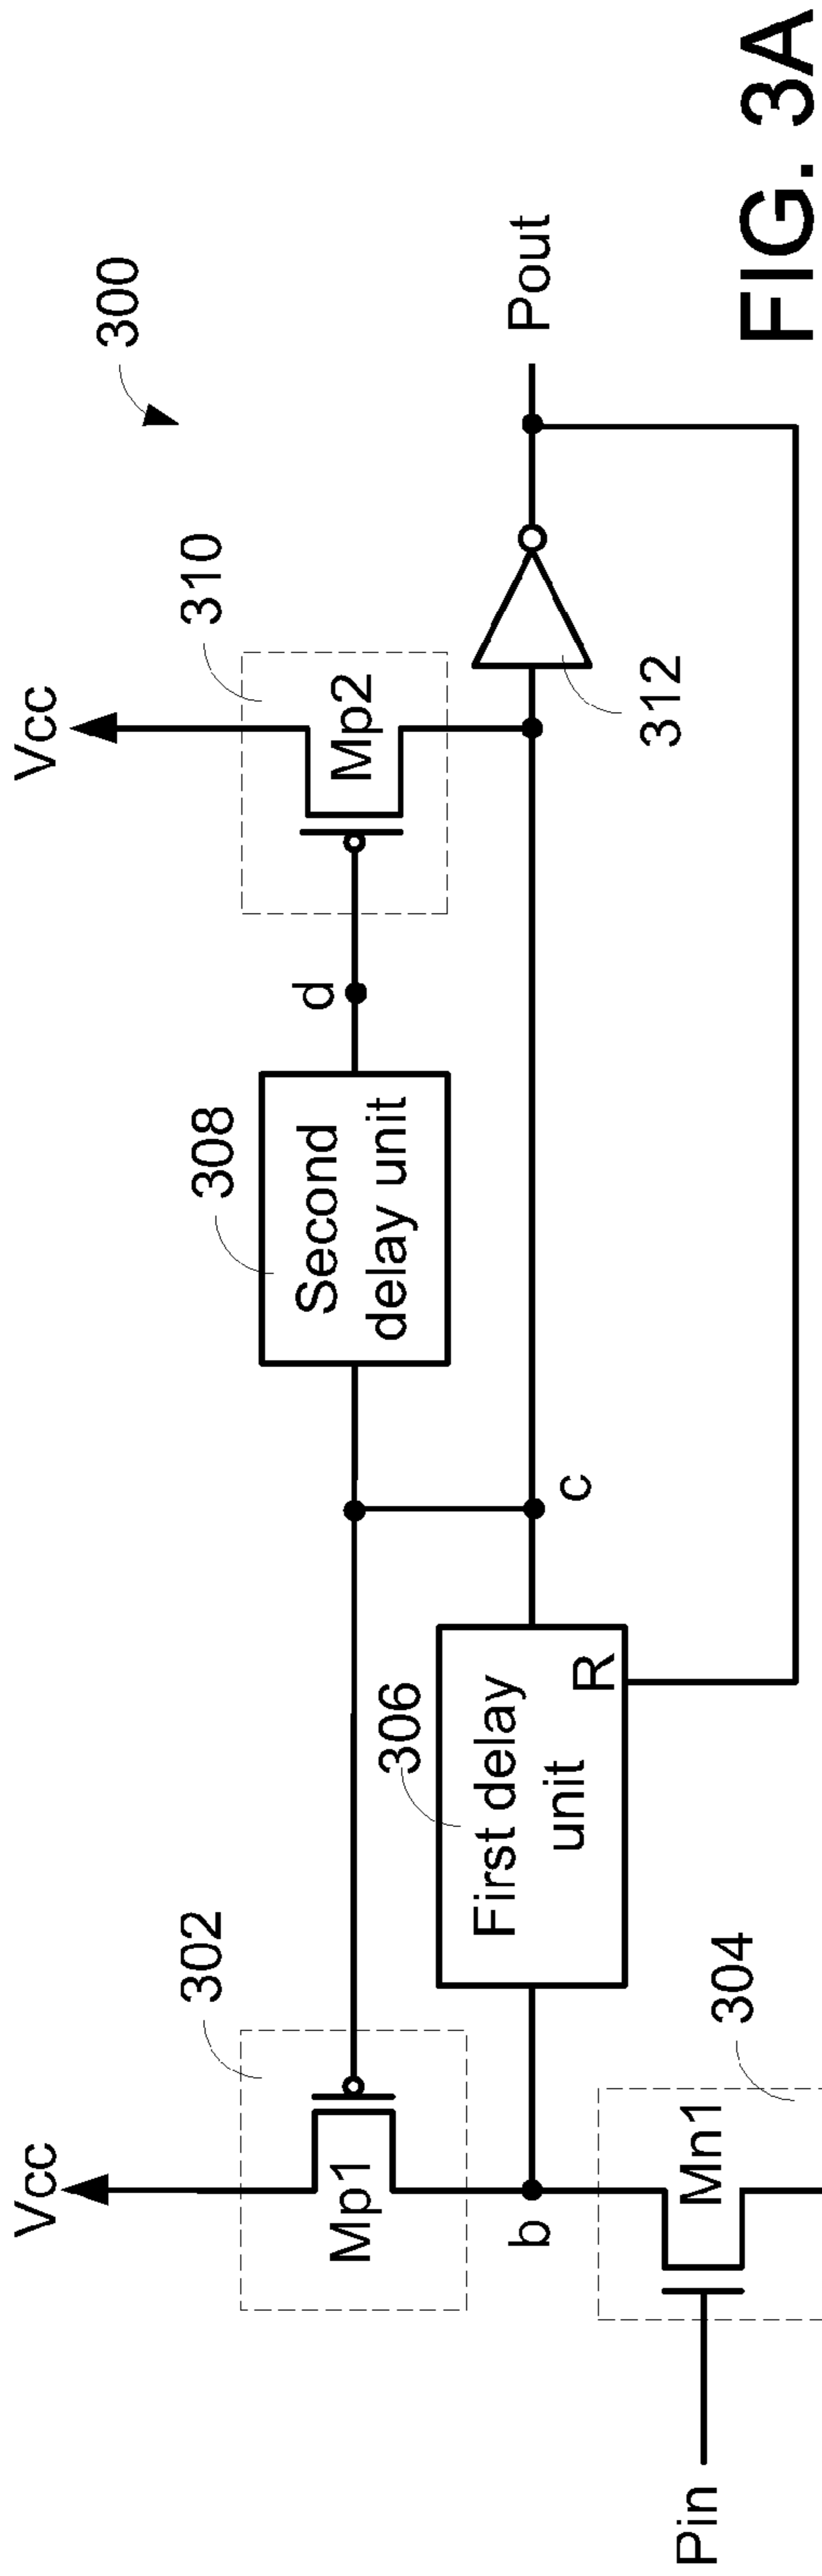 300
Vcc
302
Mp1
308
Second
delay unit
d
310
Vcc
Mp2
Pout
312
c
306
First delay
unit
R
b
304
Mn1
Pin
FIG. 3A